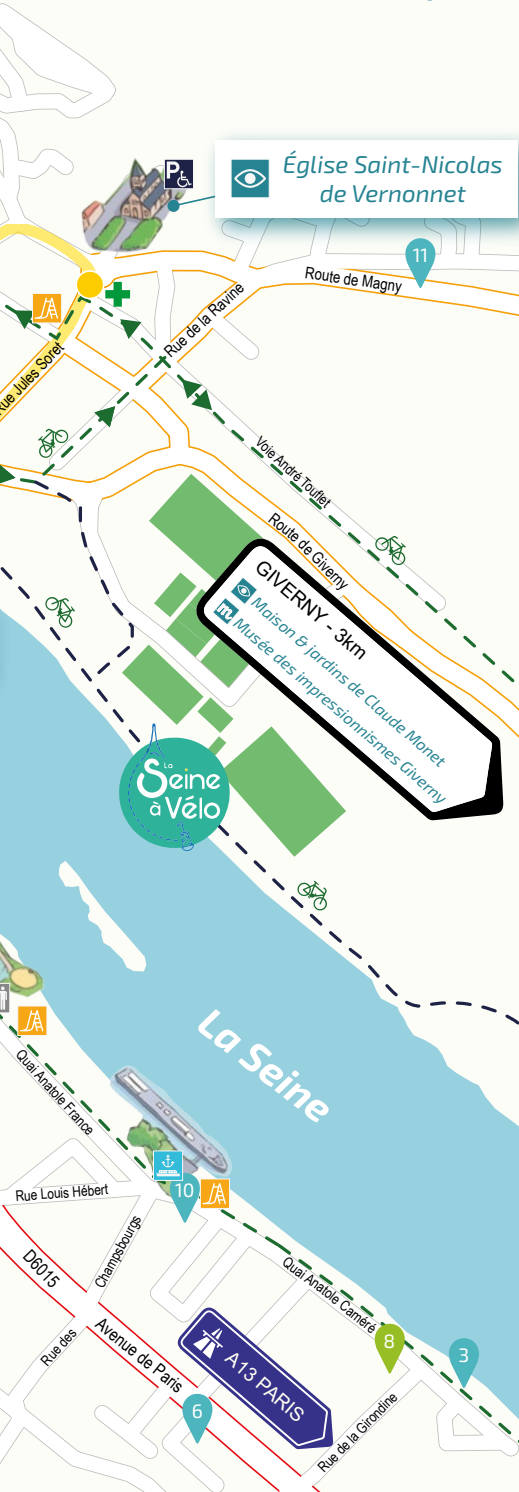 P
Église Saint-Nicolas
de Vernonnet
11
Route de Magny
Rue de la Ravine
Rue Jules Soret
Voie André Touflet
Route de Giverny
GIVERNY - 3km
Maison & jardins de Claude Monet
m
Musée des impressionnismes Giverny
La
Seine
à Vélo
La Seine
Quai Anatole France
10
Rue Louis Hébert
Rue des Champsbourgs
D6015
Avenue de Paris
Quai Anatole Caméré
8
3
A13 PARIS
6
Rue de la Girondine